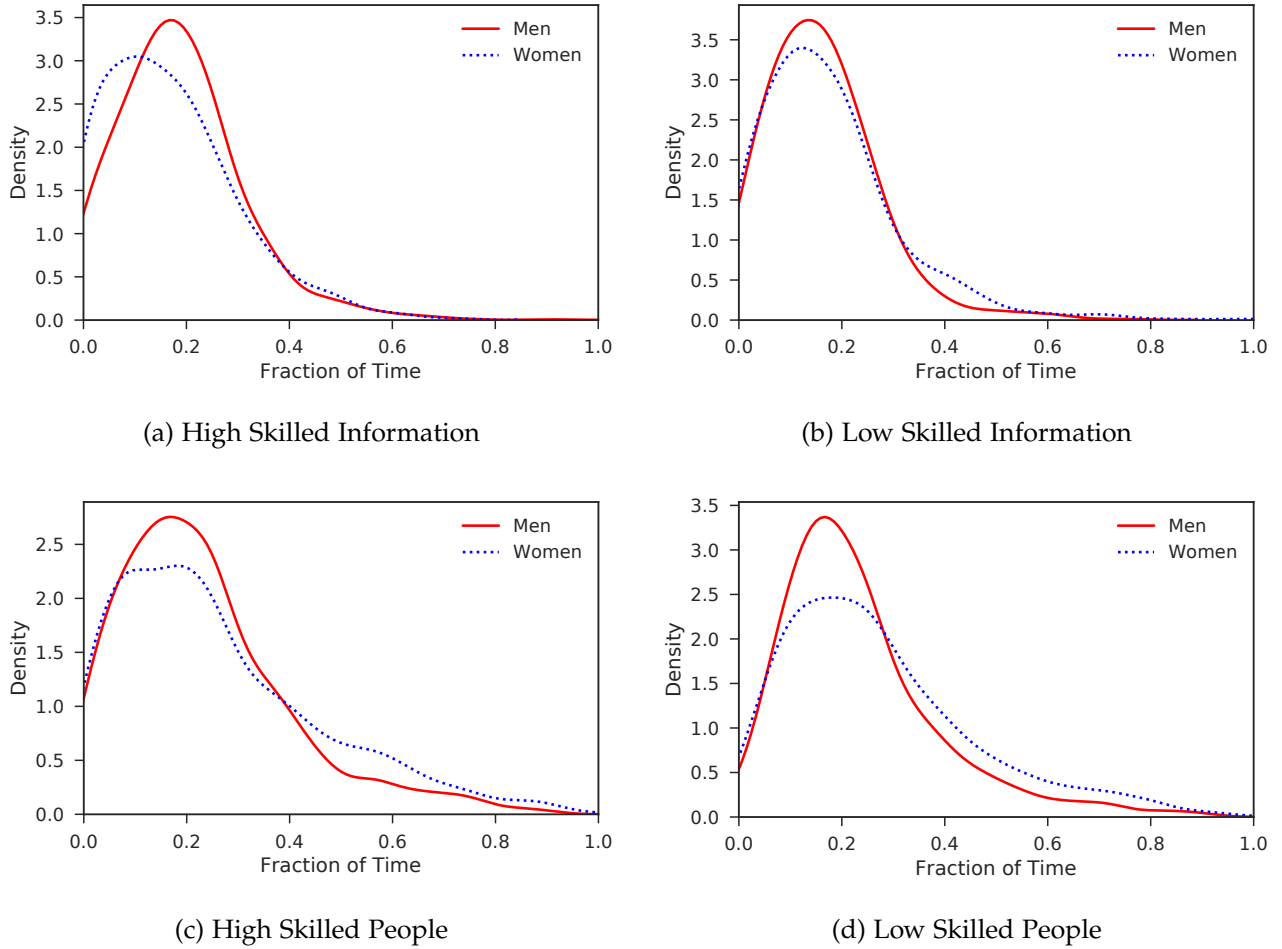 3.5
3.0
2.5
2.0
1.5
1.0
0.5
0.0
Density
0.0 0.2 0.4 0.6 0.8 1.0
Fraction of Time
Men
Women
(a) High Skilled Information
3.5
3.0
2.5
2.0
1.5
1.0
0.5
0.0
Density
0.0 0.2 0.4 0.6 0.8 1.0
Fraction of Time
Men
Women
(b) Low Skilled Information
2.5
2.0
1.5
1.0
0.5
0.0
Density
0.0 0.2 0.4 0.6 0.8 1.0
Fraction of Time
Men
Women
(c) High Skilled People
3.5
3.0
2.5
2.0
1.5
1.0
0.5
0.0
Density
0.0 0.2 0.4 0.6 0.8 1.0
Fraction of Time
Men
Women
(d) Low Skilled People